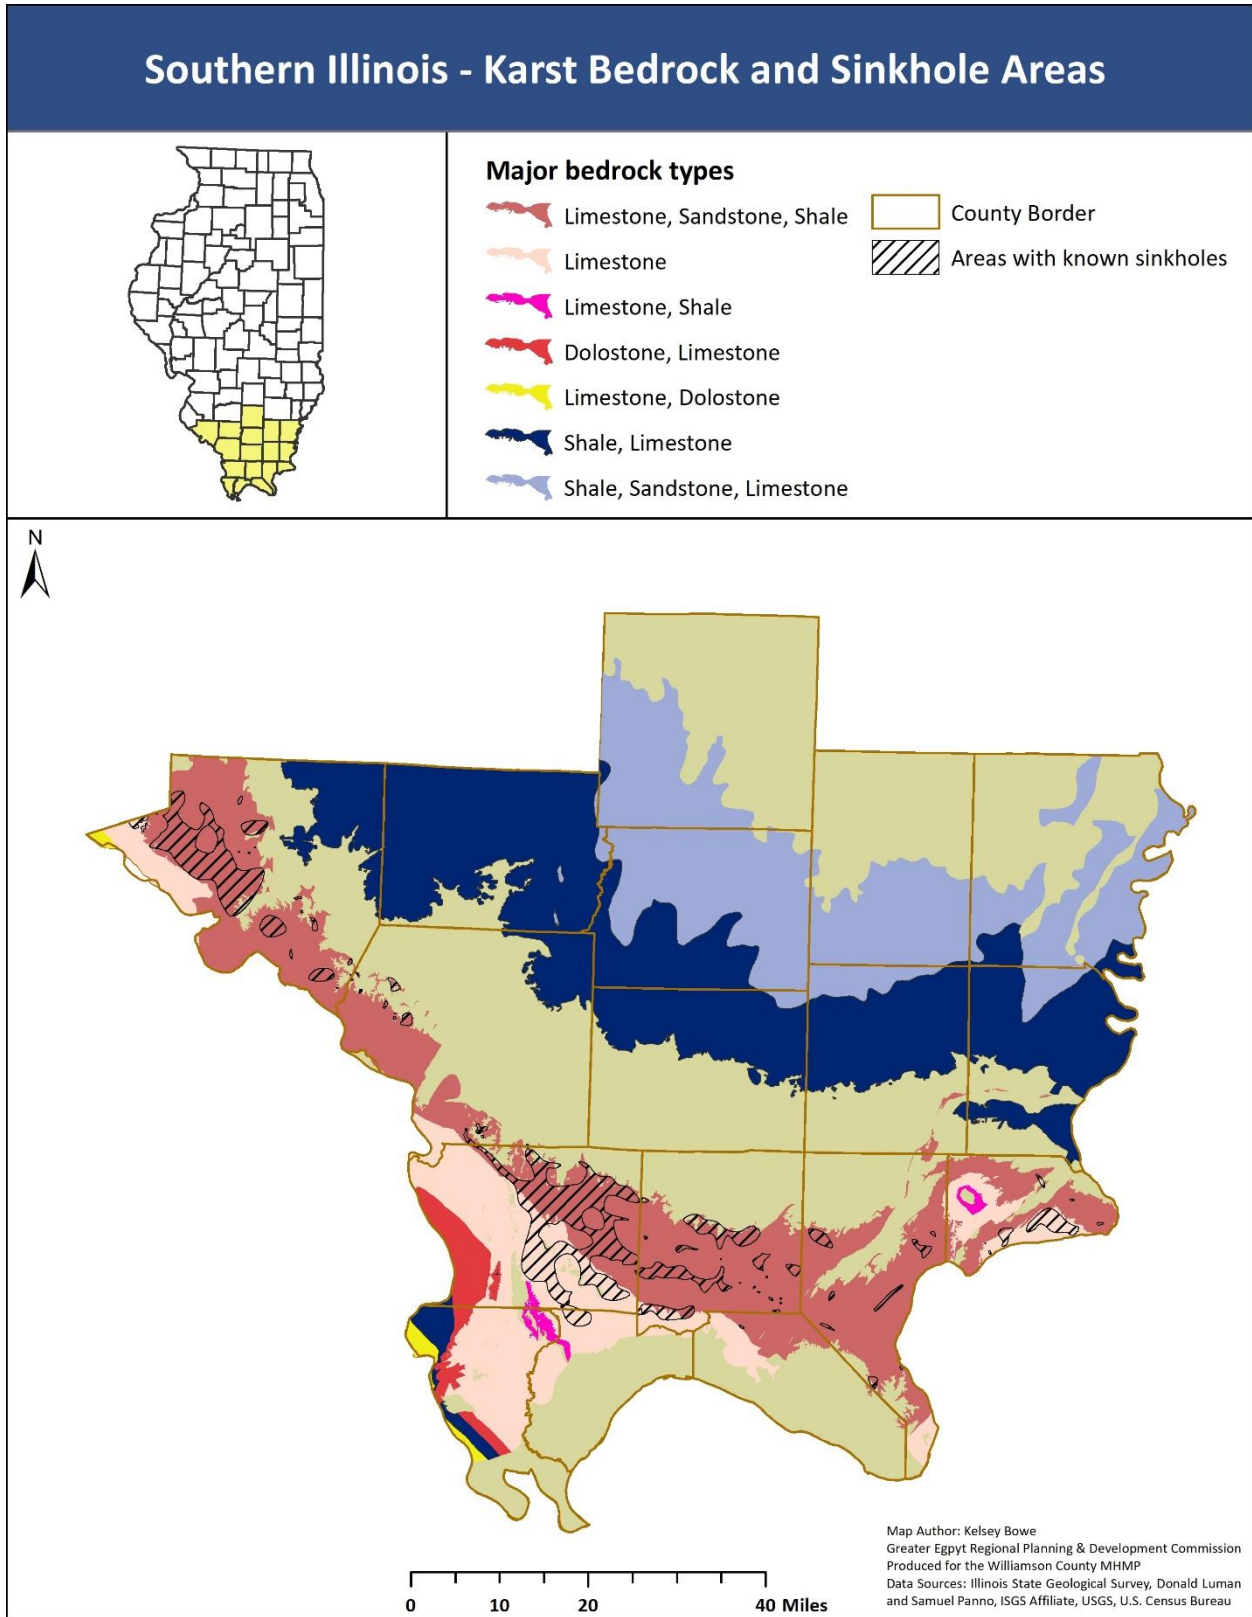 Southern Illinois - Karst Bedrock and Sinkhole Areas
Major bedrock types
Limestone, Sandstone, Shale
Limestone
Limestone, Shale
Dolostone, Limestone
Limestone, Dolostone
Shale, Limestone
Shale, Sandstone, Limestone
County Border
Areas with known sinkholes
N
Map Author: Kelsey Bowe
Greater Egpyt Regional Planning & Development Commission
Produced for the Williamson County MHMP
Data Sources: Illinois State Geological Survey, Donald Luman
and Samuel Panno, ISGS Affiliate, USGS, U.S. Census Bureau
0 10 20 40 Miles